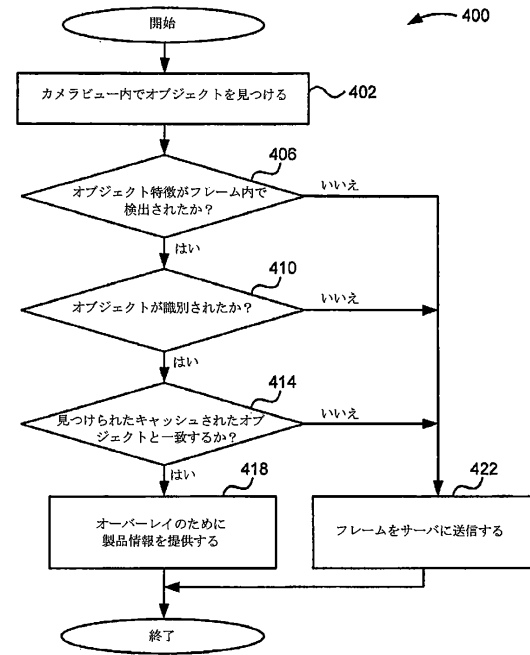 開始
400
カメラビュー内でオブジェクトを見つける
402
406
オブジェクト特徴がフレーム内で
検出されたか？
いいえ
はい
410
オブジェクトが識別されたか？
いいえ
はい
414
見つけられたキャッシュされたオブ
ジェクトと一致するか？
いいえ
はい
418
オーバーレイのために
製品情報を提供する
422
フレームをサーバに送信する
終了